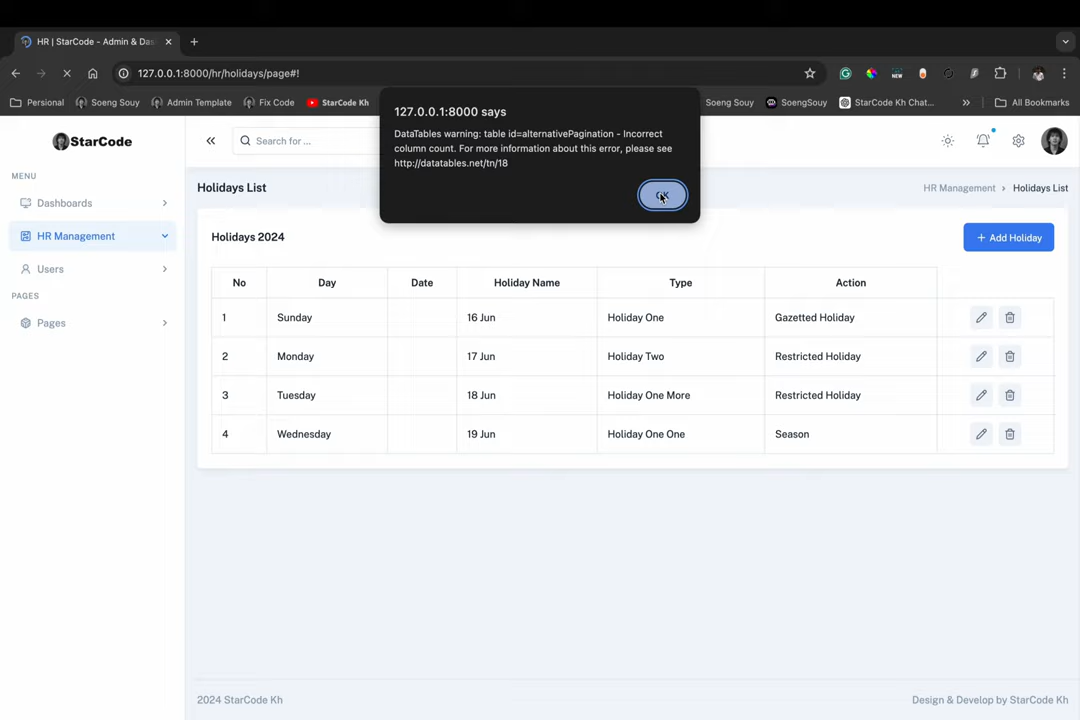 HR | StarCode - Admin & Das
127.0.0.1:8000/hr/holidays/page#!
Personal
Soeng Souy
Admin Template
Fix Code
StarCode Kh
Soeng Souy
SoengSouy
StarCode Kh Chat...
All Bookmarks
127.0.0.1:8000 says
DataTables warning: table id=alternativePagination - Incorrect
column count. For more information about this error, please see
http://datatables.net/tn/18
OK
StarCode
Search for ...
MENU
Dashboards
HR Management
Users
PAGES
Pages
Holidays List
HR Management
Holidays List
Holidays 2024
Add Holiday
No Day Date Holiday Name Type Action
1 Sunday 16 Jun Holiday One Gazetted Holiday
2 Monday 17 Jun Holiday Two Restricted Holiday
3 Tuesday 18 Jun Holiday One More Restricted Holiday
4 Wednesday 19 Jun Holiday One One Season
2024 StarCode Kh
Design & Develop by StarCode Kh